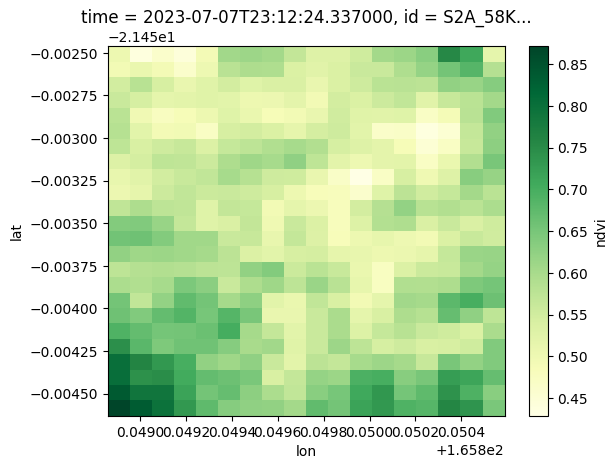 time = 2023-07-07T23:12:24.337000, id = S2A_58K...
−2.145e1
−0.00250
−0.00275
−0.00300
−0.00325
−0.00350
−0.00375
−0.00400
−0.00425
−0.00450
lat
0.0490 0.0492 0.0494 0.0496 0.0498 0.0500 0.0502 0.0504
lon
+1.658e2
0.85
0.80
0.75
0.70
0.65
0.60
0.55
0.50
0.45
ndvi